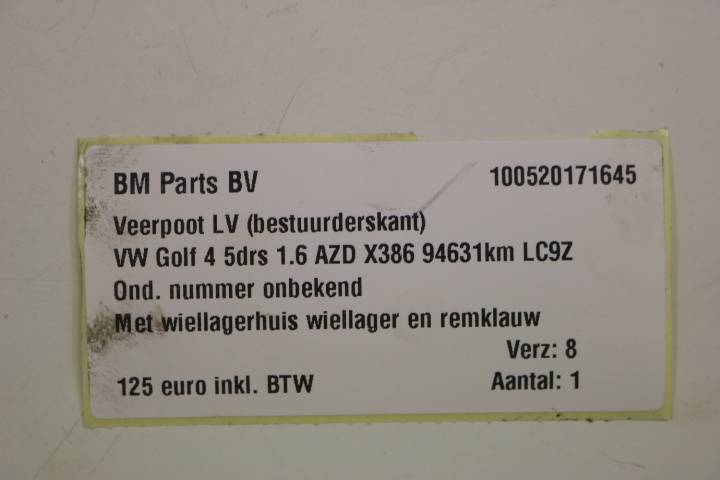 BM Parts BV 100520171645
Veerpoot LV (bestuurderskant)
VW Golf 4 5drs 1.6 AZD X386 94631km LC9Z
Ond. nummer onbekend
Met wiellagerhuis wiellager en remklauw
Verz: 8
125 euro inkl. BTW Aantal: 1